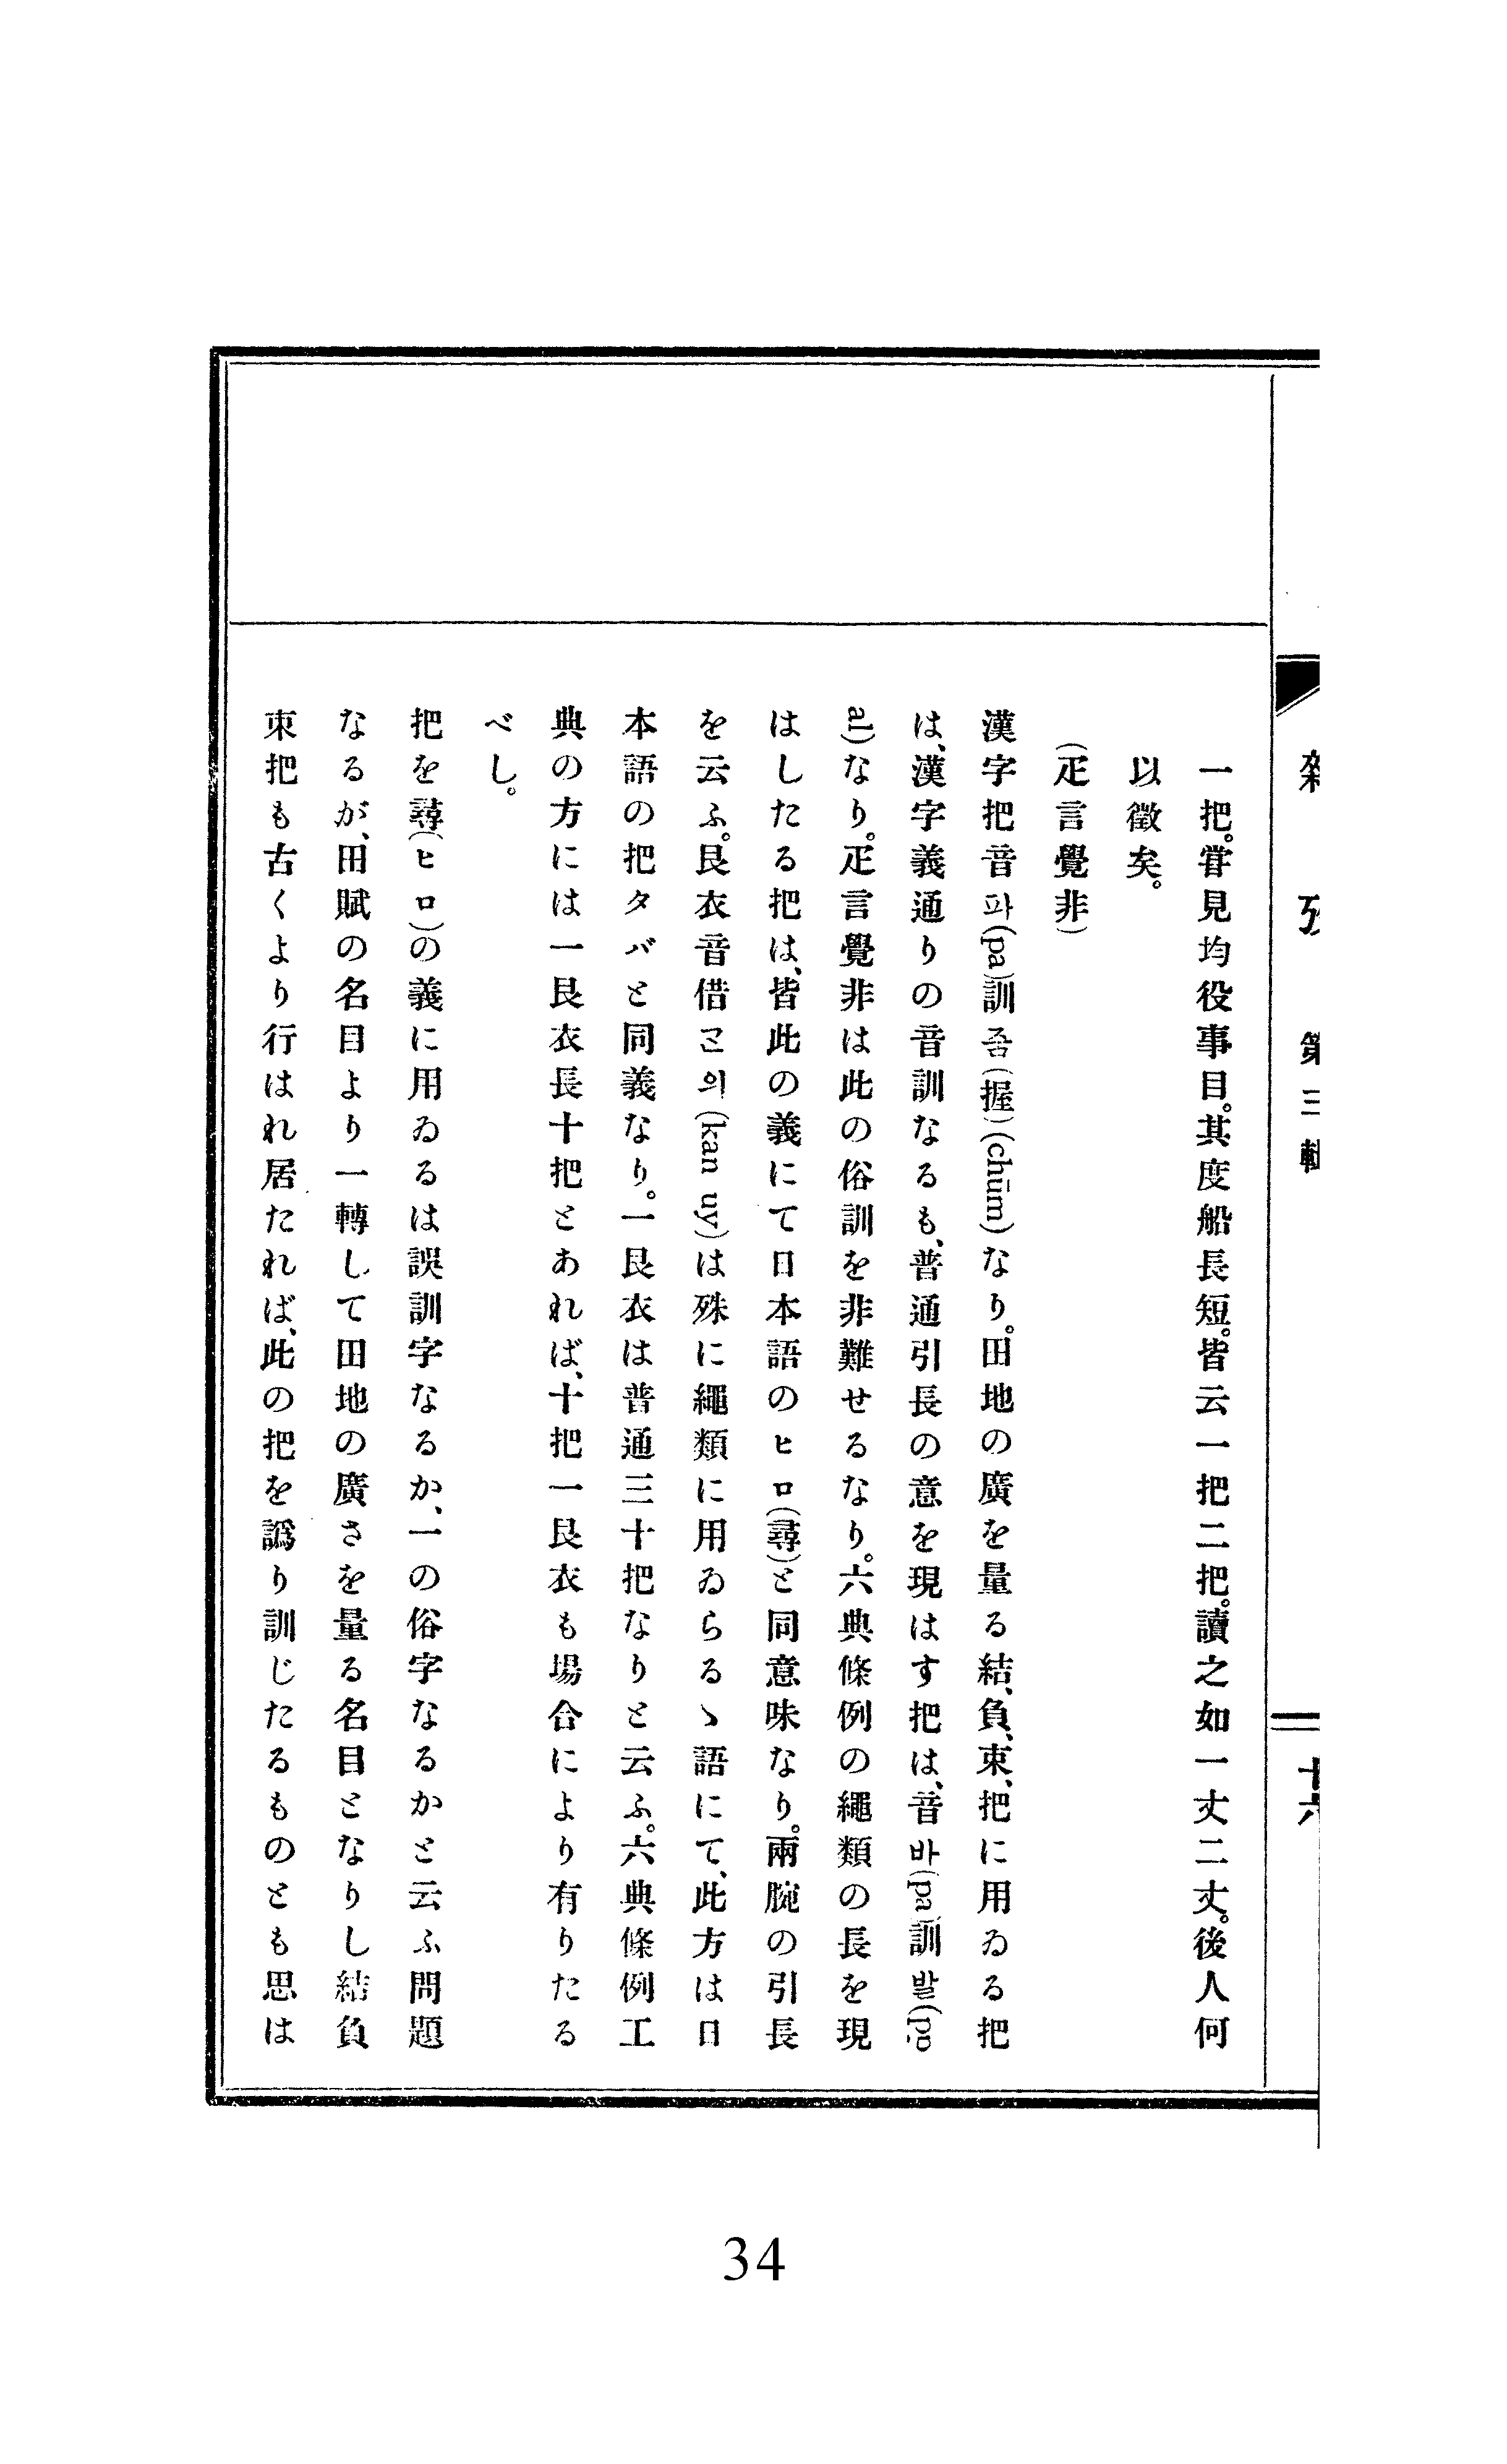 雑 攷 第三輯 十六
一把。甞見均役事目。其度船長短。皆云一把二把。讀之如一丈二丈。後人何
以徵矣。
(疋言覺非)
漢字把音파(pa)訓줌(握)(chūm)なり。田地の廣を量る結、負、束、把に用ゐる把
は、漢字義通りの音訓なるも、普通引長の意を現はす把は、音바(pa)訓발(pp
al)なり。疋言覺非は此の俗訓を非難せるなり。六典條例の繩類の長を現
はしたる把は、皆此の義にて日本語のヒロ(尋)と同意味なり。兩腕の引長
を云ふ。艮衣音借ᄀᆞᆫ의(kan uy)は殊に繩類に用ゐらるゝ語にて、此方は日
本語の把タバと同義なり。一艮衣は普通三十把なりと云ふ。六典條例工
典の方には一艮衣長十把とあれば、十把一艮衣も場合により有りたる
べし。
把を尋(ヒロ)の義に用ゐるは誤訓字なるか、一の俗字なるかと云ふ問題
なるが、田賦の名目より一轉して田地の廣さを量る名目となりし結負
束把も古くより行はれ居たれば、此の把を譌り訓じたるものとも思は
34